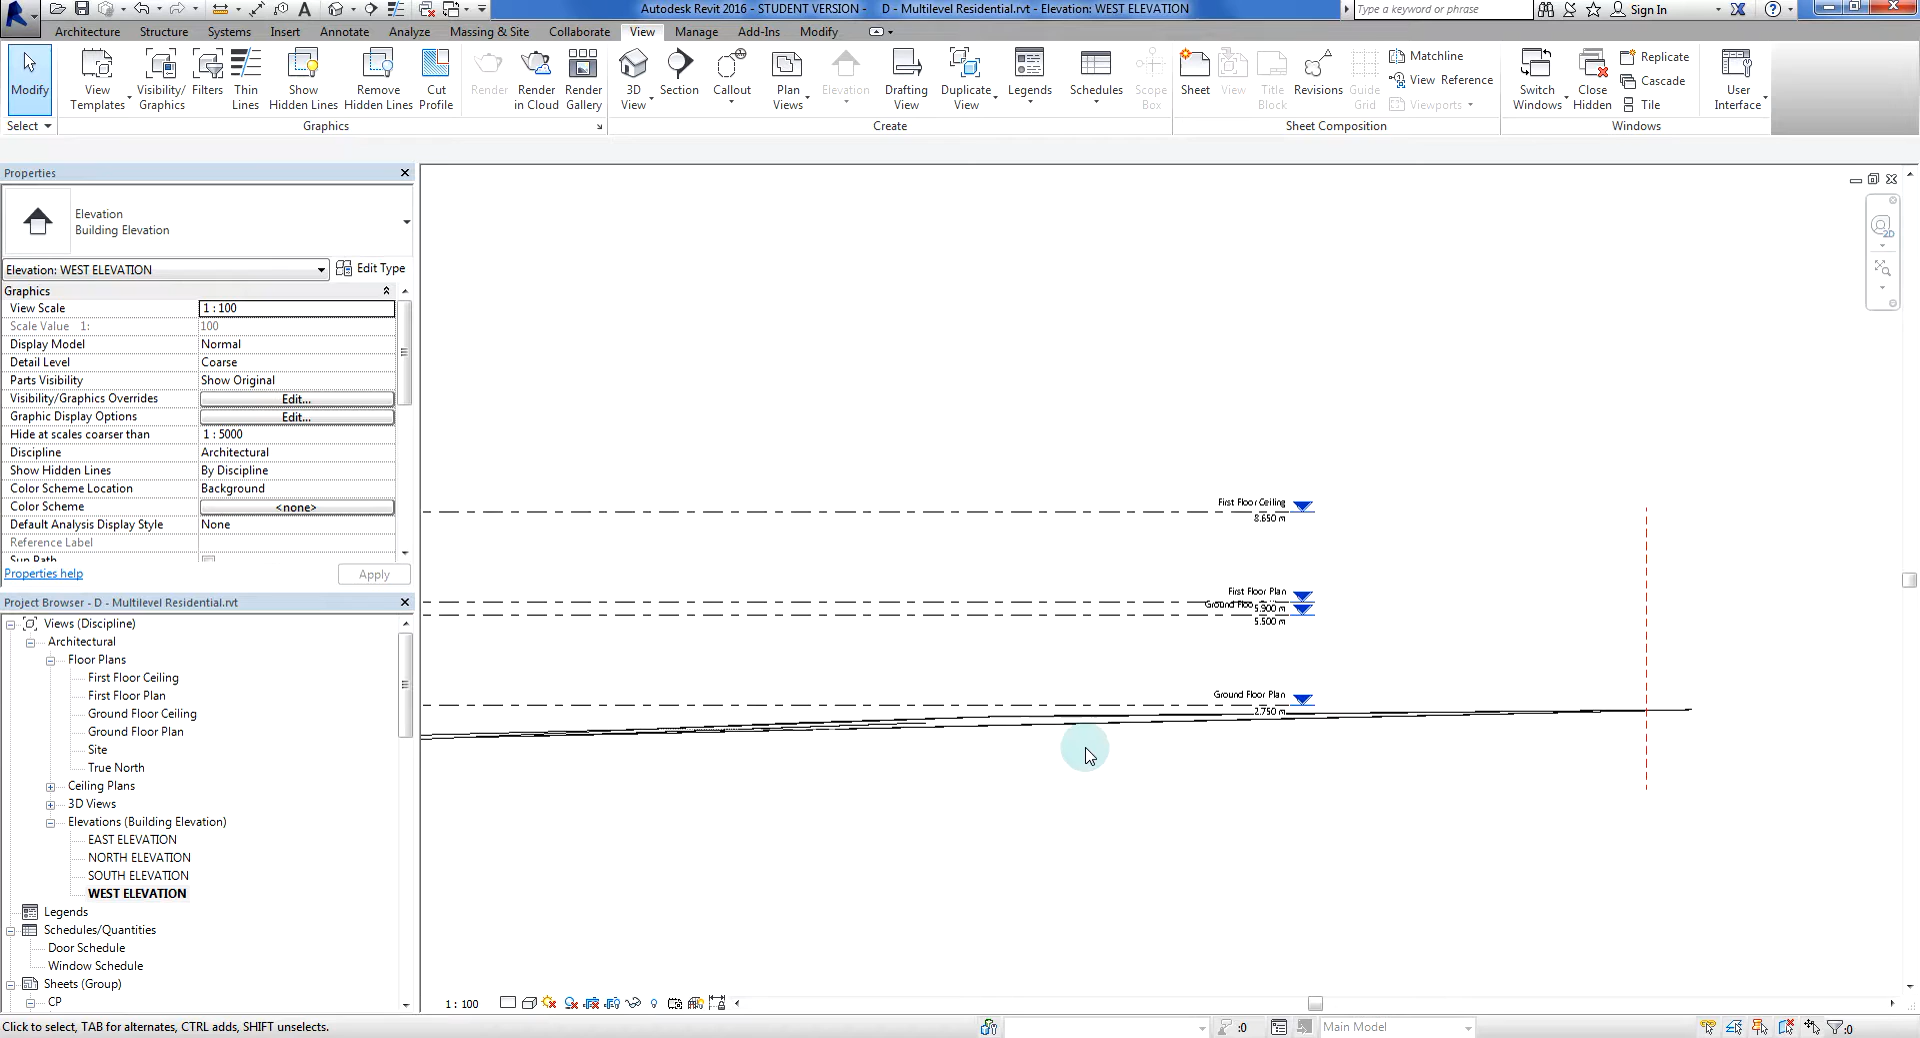 Autodesk Revit 2016 - STUDENT VERSION - D - Multilevel Residential.rvt - Elevation: WEST ELEVATION
Type a keyword or phrase
Sign In
Architecture Structure Systems Insert Annotate Analyze Massing & Site Collaborate View Manage Add-Ins Modify
Modify
View Templates
Visibility/ Graphics
Filters
Thin Lines
Show Hidden Lines
Remove Hidden Lines
Cut Profile
Render
Render in Cloud
Render Gallery
3D View
Section
Callout
Plan Views
Elevation
Drafting View
Duplicate View
Legends
Schedules
Scope Box
Sheet
View
Title Block
Revisions
Guide Grid
Matchline
View Reference
Viewports
Switch Windows
Close Hidden
Replicate
Cascade
Tile
User Interface
Select
Graphics
Create
Sheet Composition
Windows
Properties
Elevation
Building Elevation
Elevation: WEST ELEVATION
Edit Type
Graphics
View Scale 1 : 100
Scale Value 1: 100
Display Model Normal
Detail Level Coarse
Parts Visibility Show Original
Visibility/Graphics Overrides Edit...
Graphic Display Options Edit...
Hide at scales coarser than 1 : 5000
Discipline Architectural
Show Hidden Lines By Discipline
Color Scheme Location Background
Color Scheme <none>
Default Analysis Display Style None
Reference Label
Sun Path
Properties help
Apply
Project Browser - D - Multilevel Residential.rvt
Views (Discipline)
Architectural
Floor Plans
First Floor Ceiling
First Floor Plan
Ground Floor Ceiling
Ground Floor Plan
Site
True North
Ceiling Plans
3D Views
Elevations (Building Elevation)
EAST ELEVATION
NORTH ELEVATION
SOUTH ELEVATION
WEST ELEVATION
Legends
Schedules/Quantities
Door Schedule
Window Schedule
Sheets (Group)
CP
2D
First Floor Ceiling
8.650 m
First Floor Plan
Ground Floo
5.900 m
5.500 m
Ground Floor Plan
2.750 m
1 : 100
Click to select, TAB for alternates, CTRL adds, SHIFT unselects.
:0
Main Model
:0